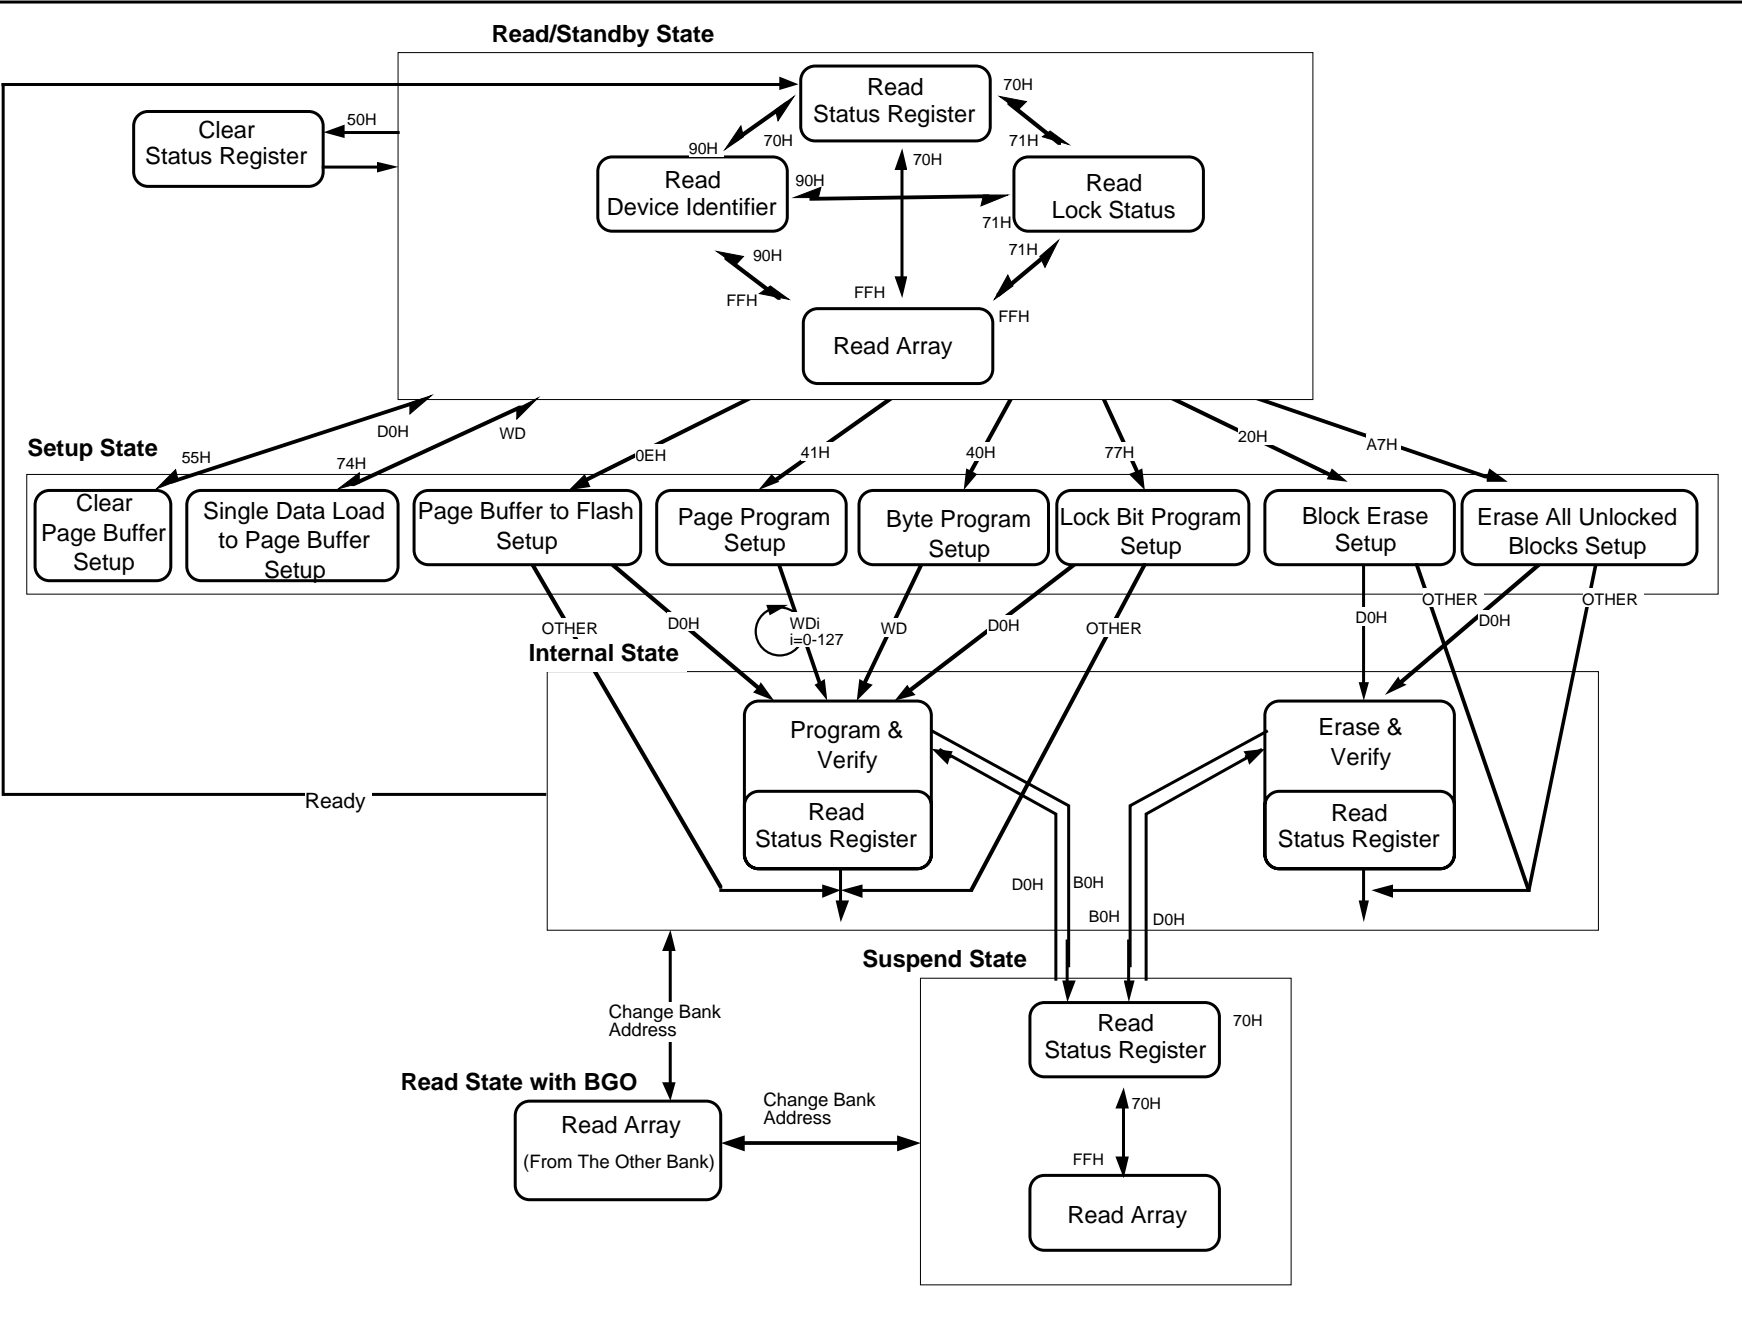 Read/Standby State
Read
Status Register
70H
Clear
Status Register
50H
90H
70H
71H
70H
Read
Device Identifier
90H
Read
Lock Status
71H
90H
71H
FFH
FFH
FFH
Read Array
Setup State
55H
D0H
74H
WD
0EH
41H
40H
77H
20H
A7H
Clear
Page Buffer
Setup
Single Data Load
to Page Buffer
Setup
Page Buffer to Flash
Setup
Page Program
Setup
Byte Program
Setup
Lock Bit Program
Setup
Block Erase
Setup
Erase All Unlocked
Blocks Setup
OTHER
D0H
WDi
i=0-127
WD
D0H
OTHER
D0H
OTHER
D0H
OTHER
Internal State
Program &
Verify
Read
Status Register
Erase &
Verify
Read
Status Register
Ready
D0H
B0H
B0H
D0H
Suspend State
Change Bank
Address
Read
Status Register
70H
Read State with BGO
Read Array
(From The Other Bank)
Change Bank
Address
70H
FFH
Read Array